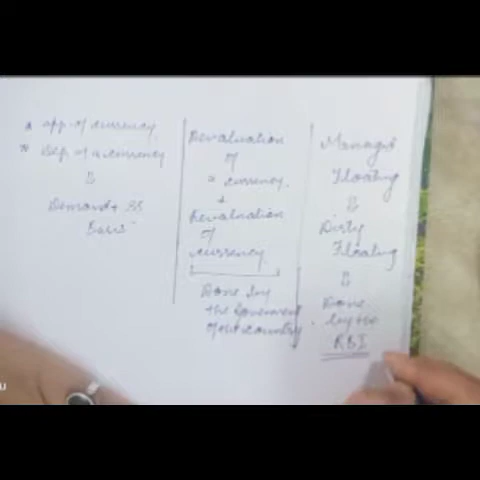 * app. of currency
* Dep. of a currency
Demand + SS
Basis
Devaluation
of
a currency.
+
Revaluation
of
currency
Done by
the Government
of the country.
Managed
Floating
Dirty
Floating
Done
by the
RBI
u